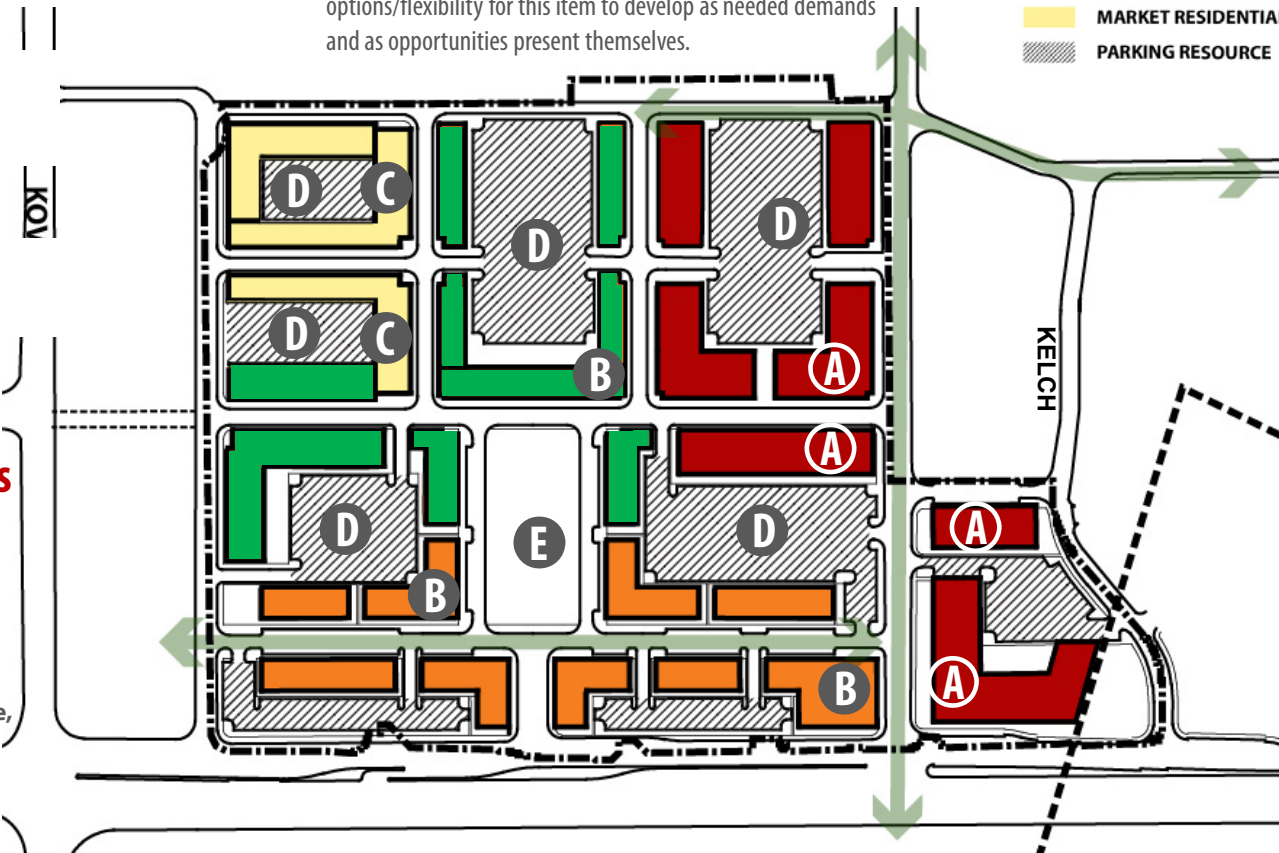 options/flexibility for this item to develop as needed demands
and as opportunities present themselves.
MARKET RESIDENTIA
PARKING RESOURCE
KOV
D
C
D
D
D
C
B
A
A
S
D
E
D
A
B
KELCH
B
A
e,